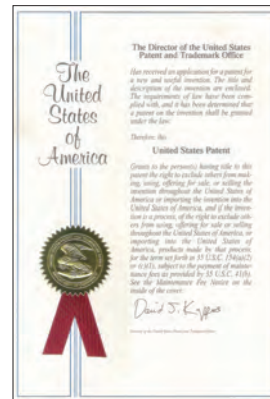 The
United
States
of
America
The Director of the United States
Patent and Trademark Office
Has received an application for a patent for
a new and useful invention. The title and
description of the invention are enclosed.
The requirements of law have been com-
plied with, and it has been determined that
a patent on the invention shall be granted
under the law.
Therefore, this
United States Patent
Grants to the person(s) having title to this
patent the right to exclude others from mak-
ing, using, offering for sale, or selling the
invention throughout the United States of
America or importing the invention into the
United States of America, and if the inven-
tion is a process, of the right to exclude oth-
ers from using, offering for sale or selling
throughout the United States of America, or
importing into the United States of
America, products made by that process,
for the term set forth in 35 U.S.C. 154(a)(2)
or (c)(1), subject to the payment of mainte-
nance fees as provided by 35 U.S.C. 41(b).
See the Maintenance Fee Notice on the
inside of the cover.
David J. Kappos